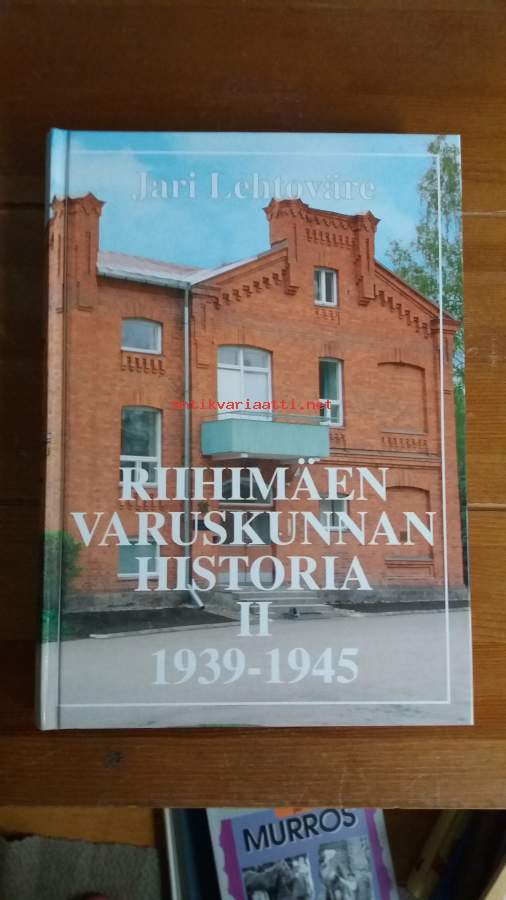 Jari Lehtoväre
antikvariaatti.net
RIIHIMÄEN
VARUSKUNNAN
HISTORIA
II
1939-1945
MURROS